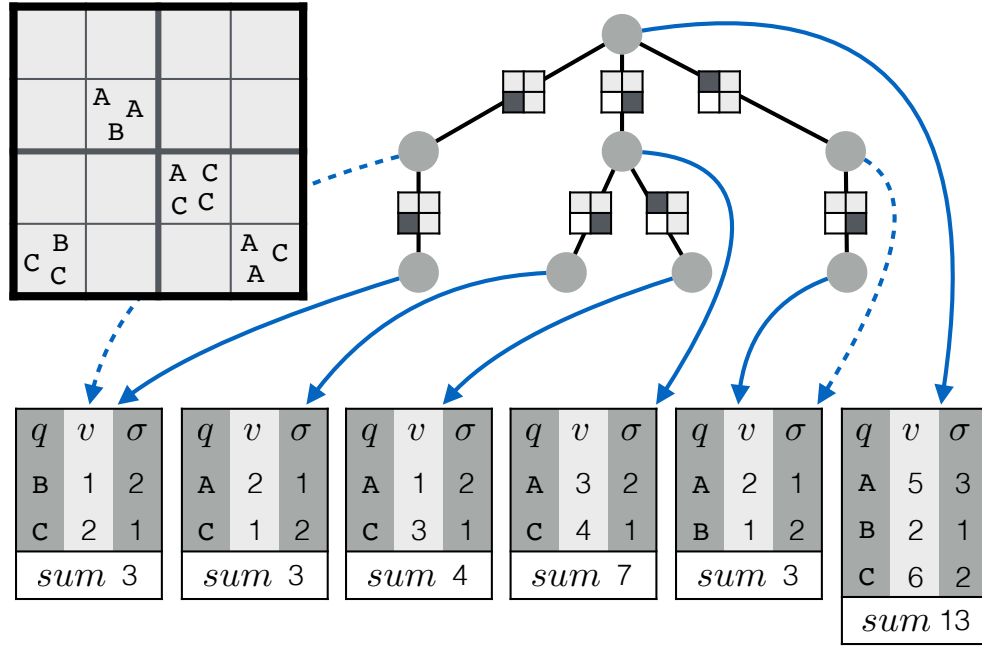 A A
B
A C
C C
B
C C
A C
A
q v σ
B 1 2
C 2 1
sum 3
q v σ
A 2 1
C 1 2
sum 3
q v σ
A 1 2
C 3 1
sum 4
q v σ
A 3 2
C 4 1
sum 7
q v σ
A 2 1
B 1 2
sum 3
q v σ
A 5 3
B 2 1
C 6 2
sum 13